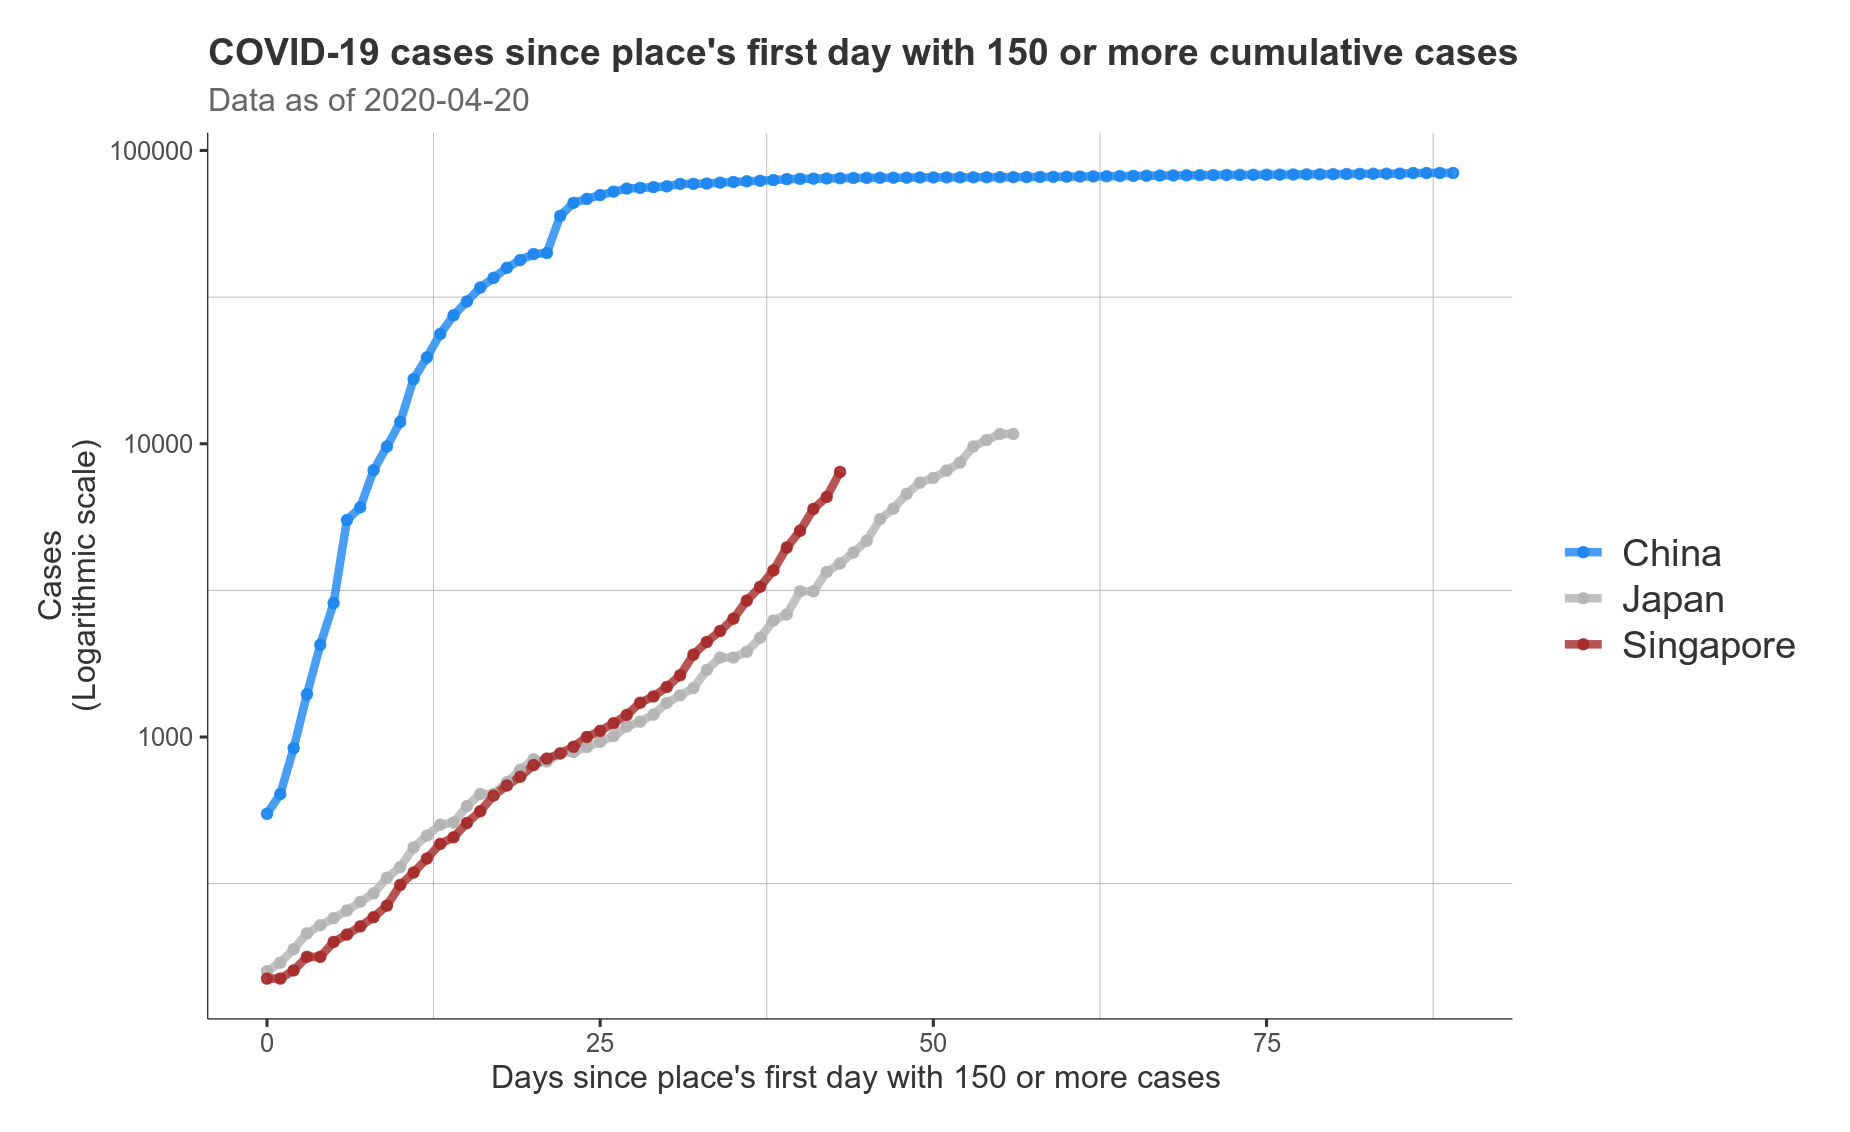 COVID-19 cases since place's first day with 150 or more cumulative cases
Data as of 2020-04-20
100000
10000
1000
Cases
(Logarithmic scale)
0
25
50
75
Days since place's first day with 150 or more cases
China
Japan
Singapore